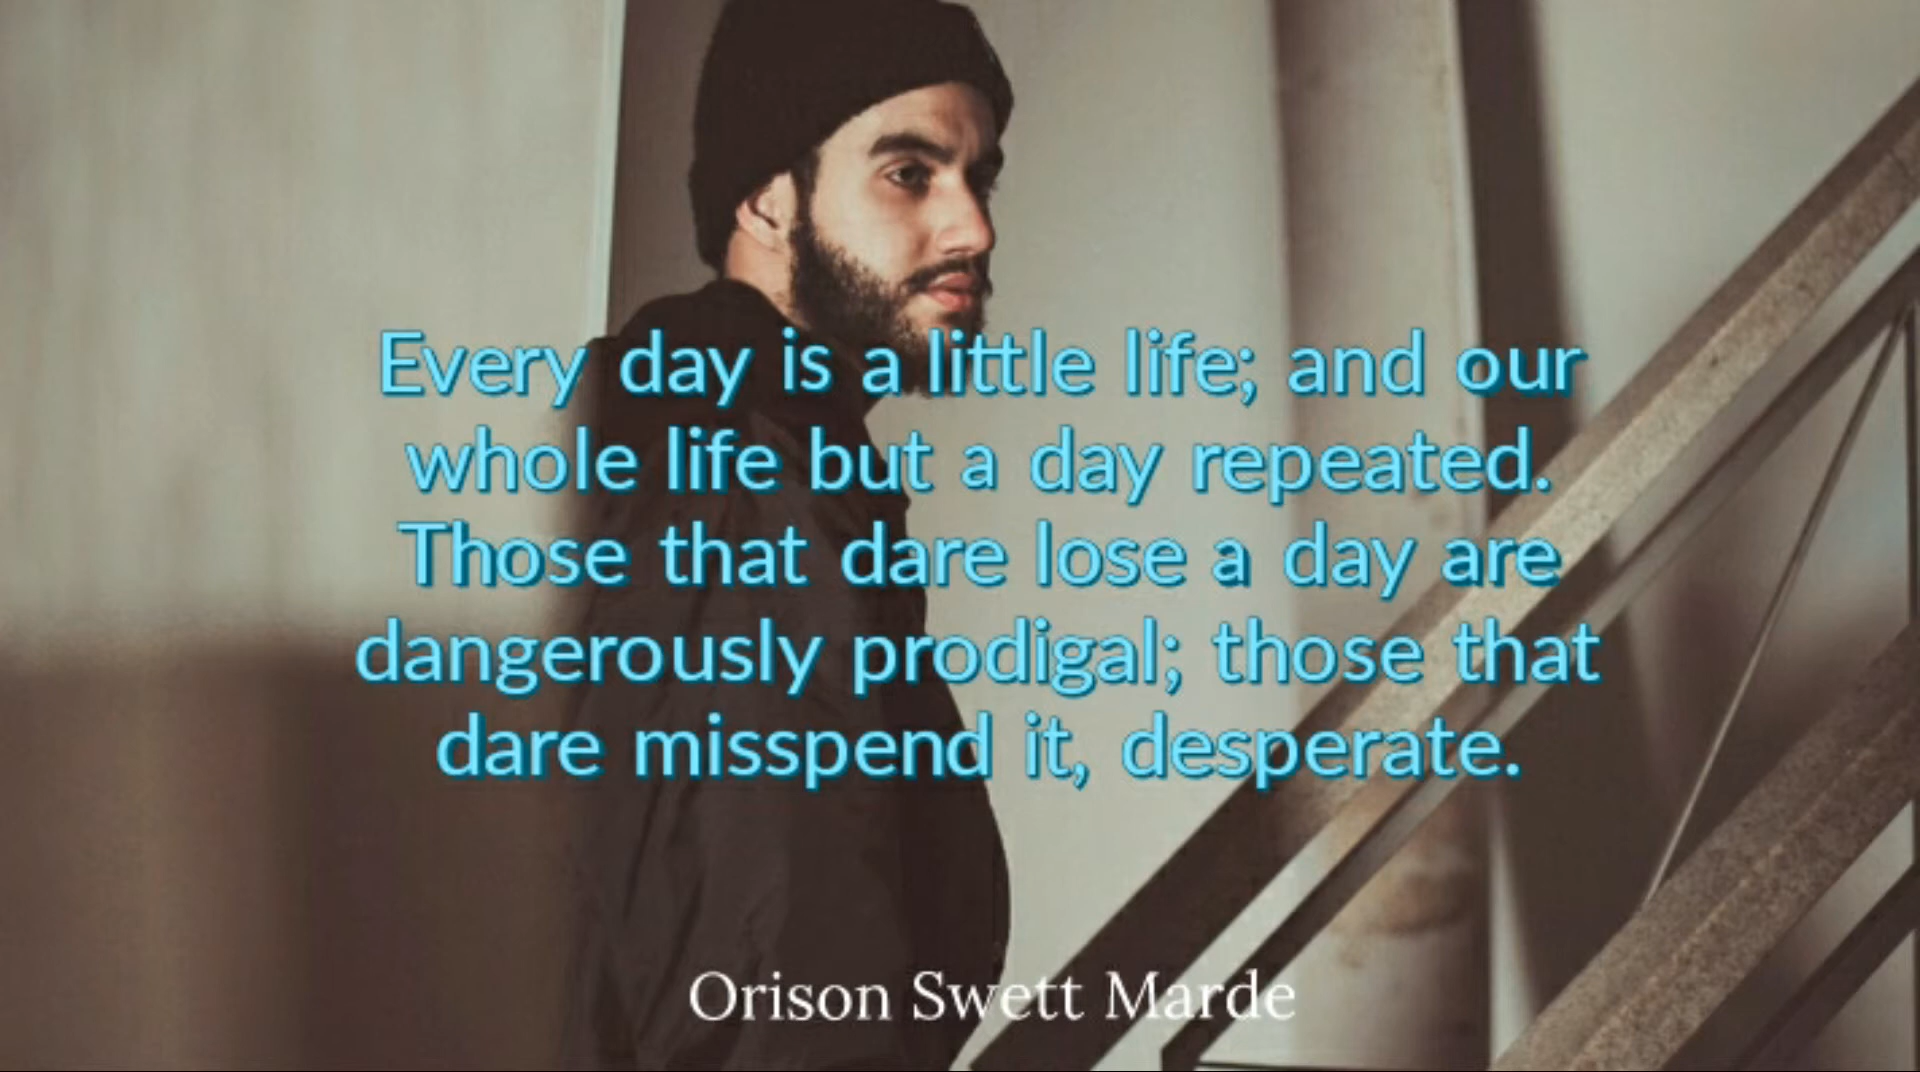 Every day is a little life; and our
whole life but a day repeated.
Those that dare lose a day are
dangerously prodigal; those that
dare misspend it, desperate.
Orison Swett Marde